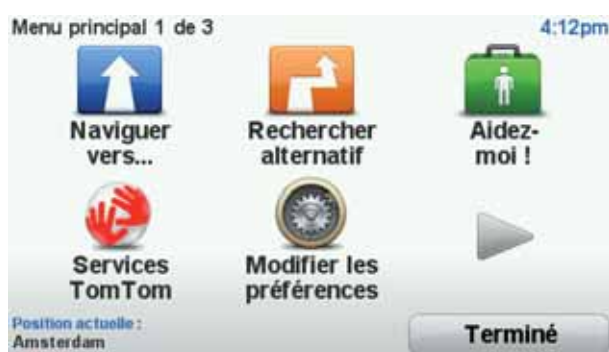 Menu principal 1 de 3
4:12pm
Naviguer
vers...
Rechercher
alternatif
Aidez-
moi !
Services
TomTom
Modifier les
préférences
Position actuelle :
Amsterdam
Terminé